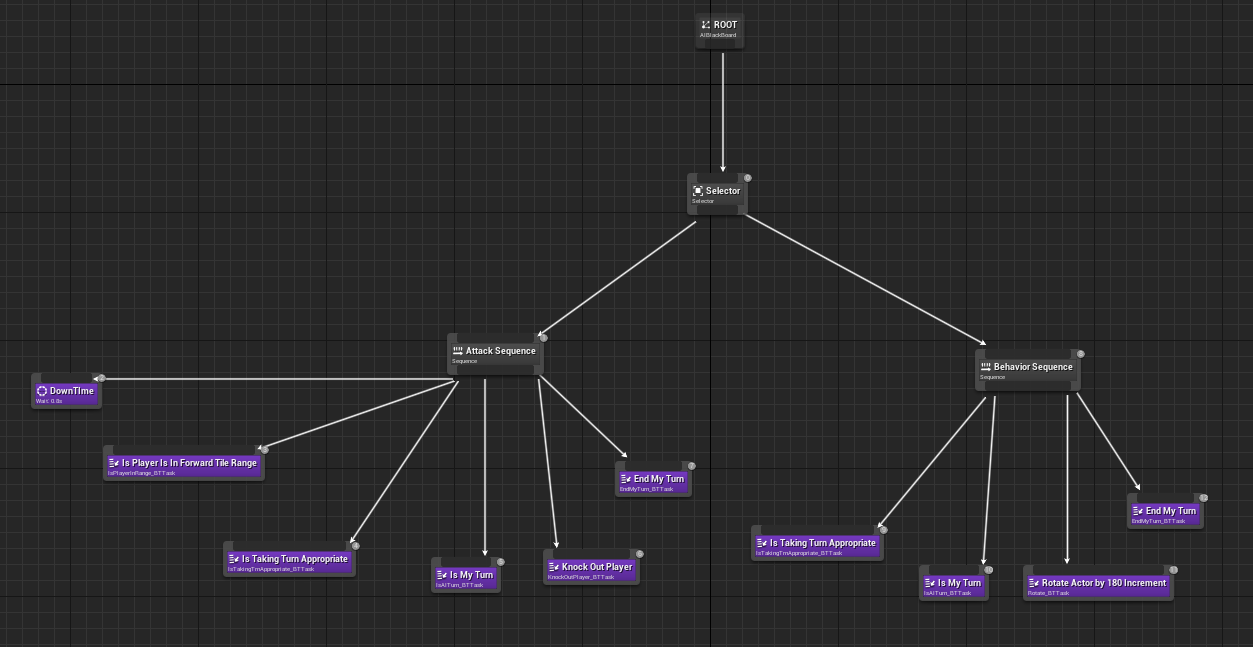 ROOT
AIBlackBoard
Selector
Selector
Attack Sequence
Sequence
Behavior Sequence
Sequence
DownTIme
Wait: 0.8s
Is Player Is In Forward Tile Range
IsPlayerInRange_BTTask
End My Turn
EndMyTurn_BTTask
Is Taking Turn Appropriate
IsTakingTrnAppropriate_BTTask
Is My Turn
IsAITurn_BTTask
Knock Out Player
KnockOutPlayer_BTTask
End My Turn
EndMyTurn_BTTask
Is Taking Turn Appropriate
IsTakingTrnAppropriate_BTTask
Is My Turn
IsAITurn_BTTask
Rotate Actor by 180 Increment
Rotate_BTTask